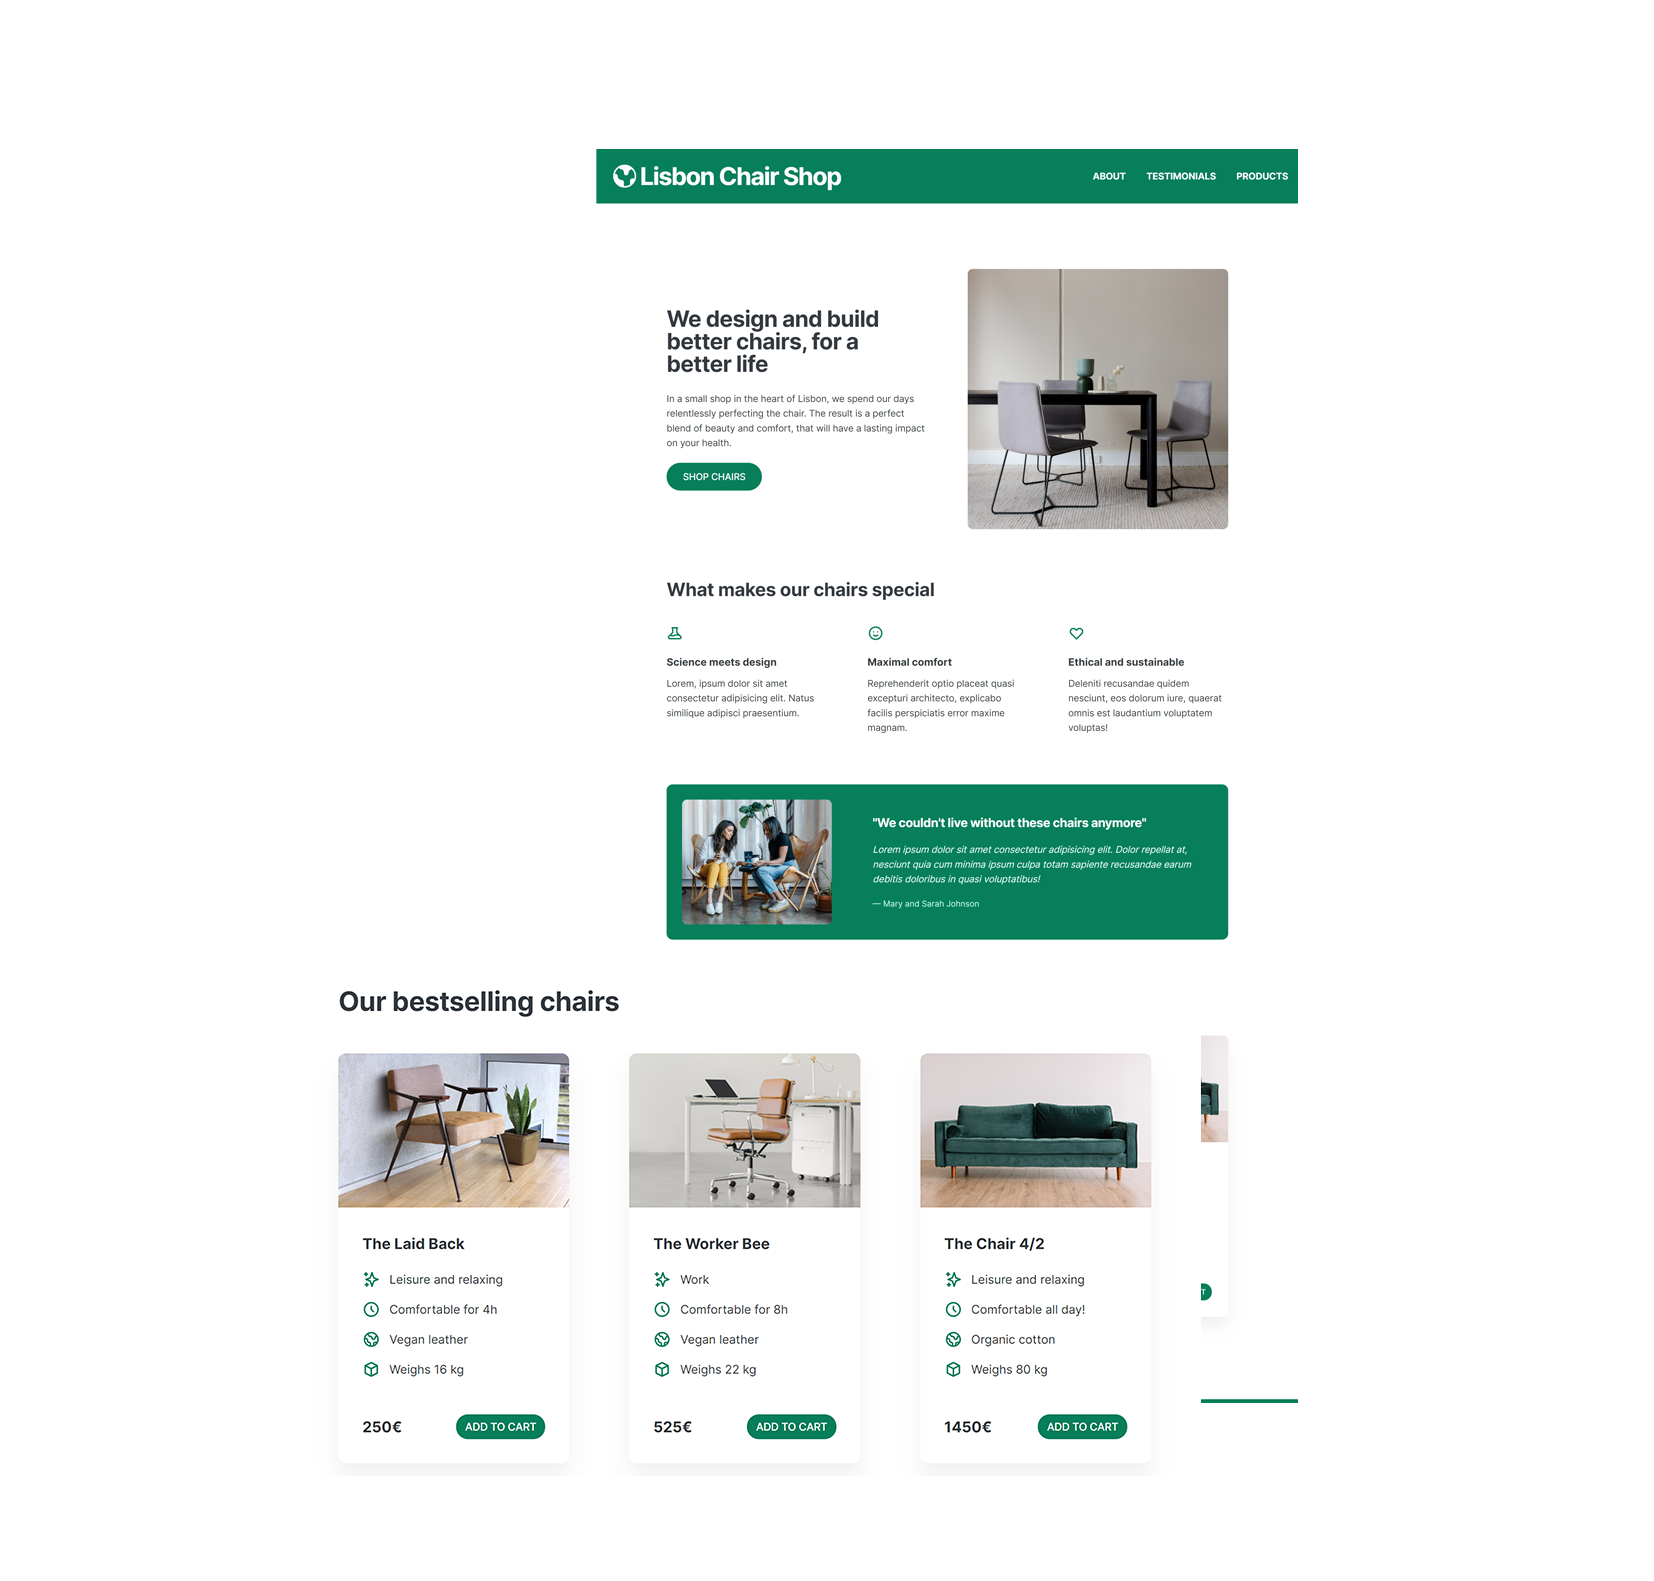 Lisbon Chair Shop
ABOUT TESTIMONIALS PRODUCTS
We design and build
better chairs, for a
better life
In a small shop in the heart of Lisbon, we spend our days
relentlessly perfecting the chair. The result is a perfect
blend of beauty and comfort, that will have a lasting impact
on your health.
SHOP CHAIRS
What makes our chairs special
Science meets design
Lorem, ipsum dolor sit amet
consectetur adipisicing elit. Natus
similique adipisci praesentium.
Maximal comfort
Reprehenderit optio placeat quasi
excepturi architecto, explicabo
facilis perspiciatis error maxime
magnam.
Ethical and sustainable
Deleniti recusandae quidem
nesciunt, eos dolorum iure, quaerat
omnis est laudantium voluptatem
voluptas!
"We couldn't live without these chairs anymore"
Lorem ipsum dolor sit amet consectetur adipisicing elit. Dolor repellat at,
nesciunt quia cum minima ipsum culpa totam sapiente recusandae earum
debitis doloribus in quasi voluptatibus!
— Mary and Sarah Johnson
Our bestselling chairs
The Laid Back
Leisure and relaxing
Comfortable for 4h
Vegan leather
Weighs 16 kg
250€
ADD TO CART
The Worker Bee
Work
Comfortable for 8h
Vegan leather
Weighs 22 kg
525€
ADD TO CART
The Chair 4/2
Leisure and relaxing
Comfortable all day!
Organic cotton
Weighs 80 kg
1450€
ADD TO CART